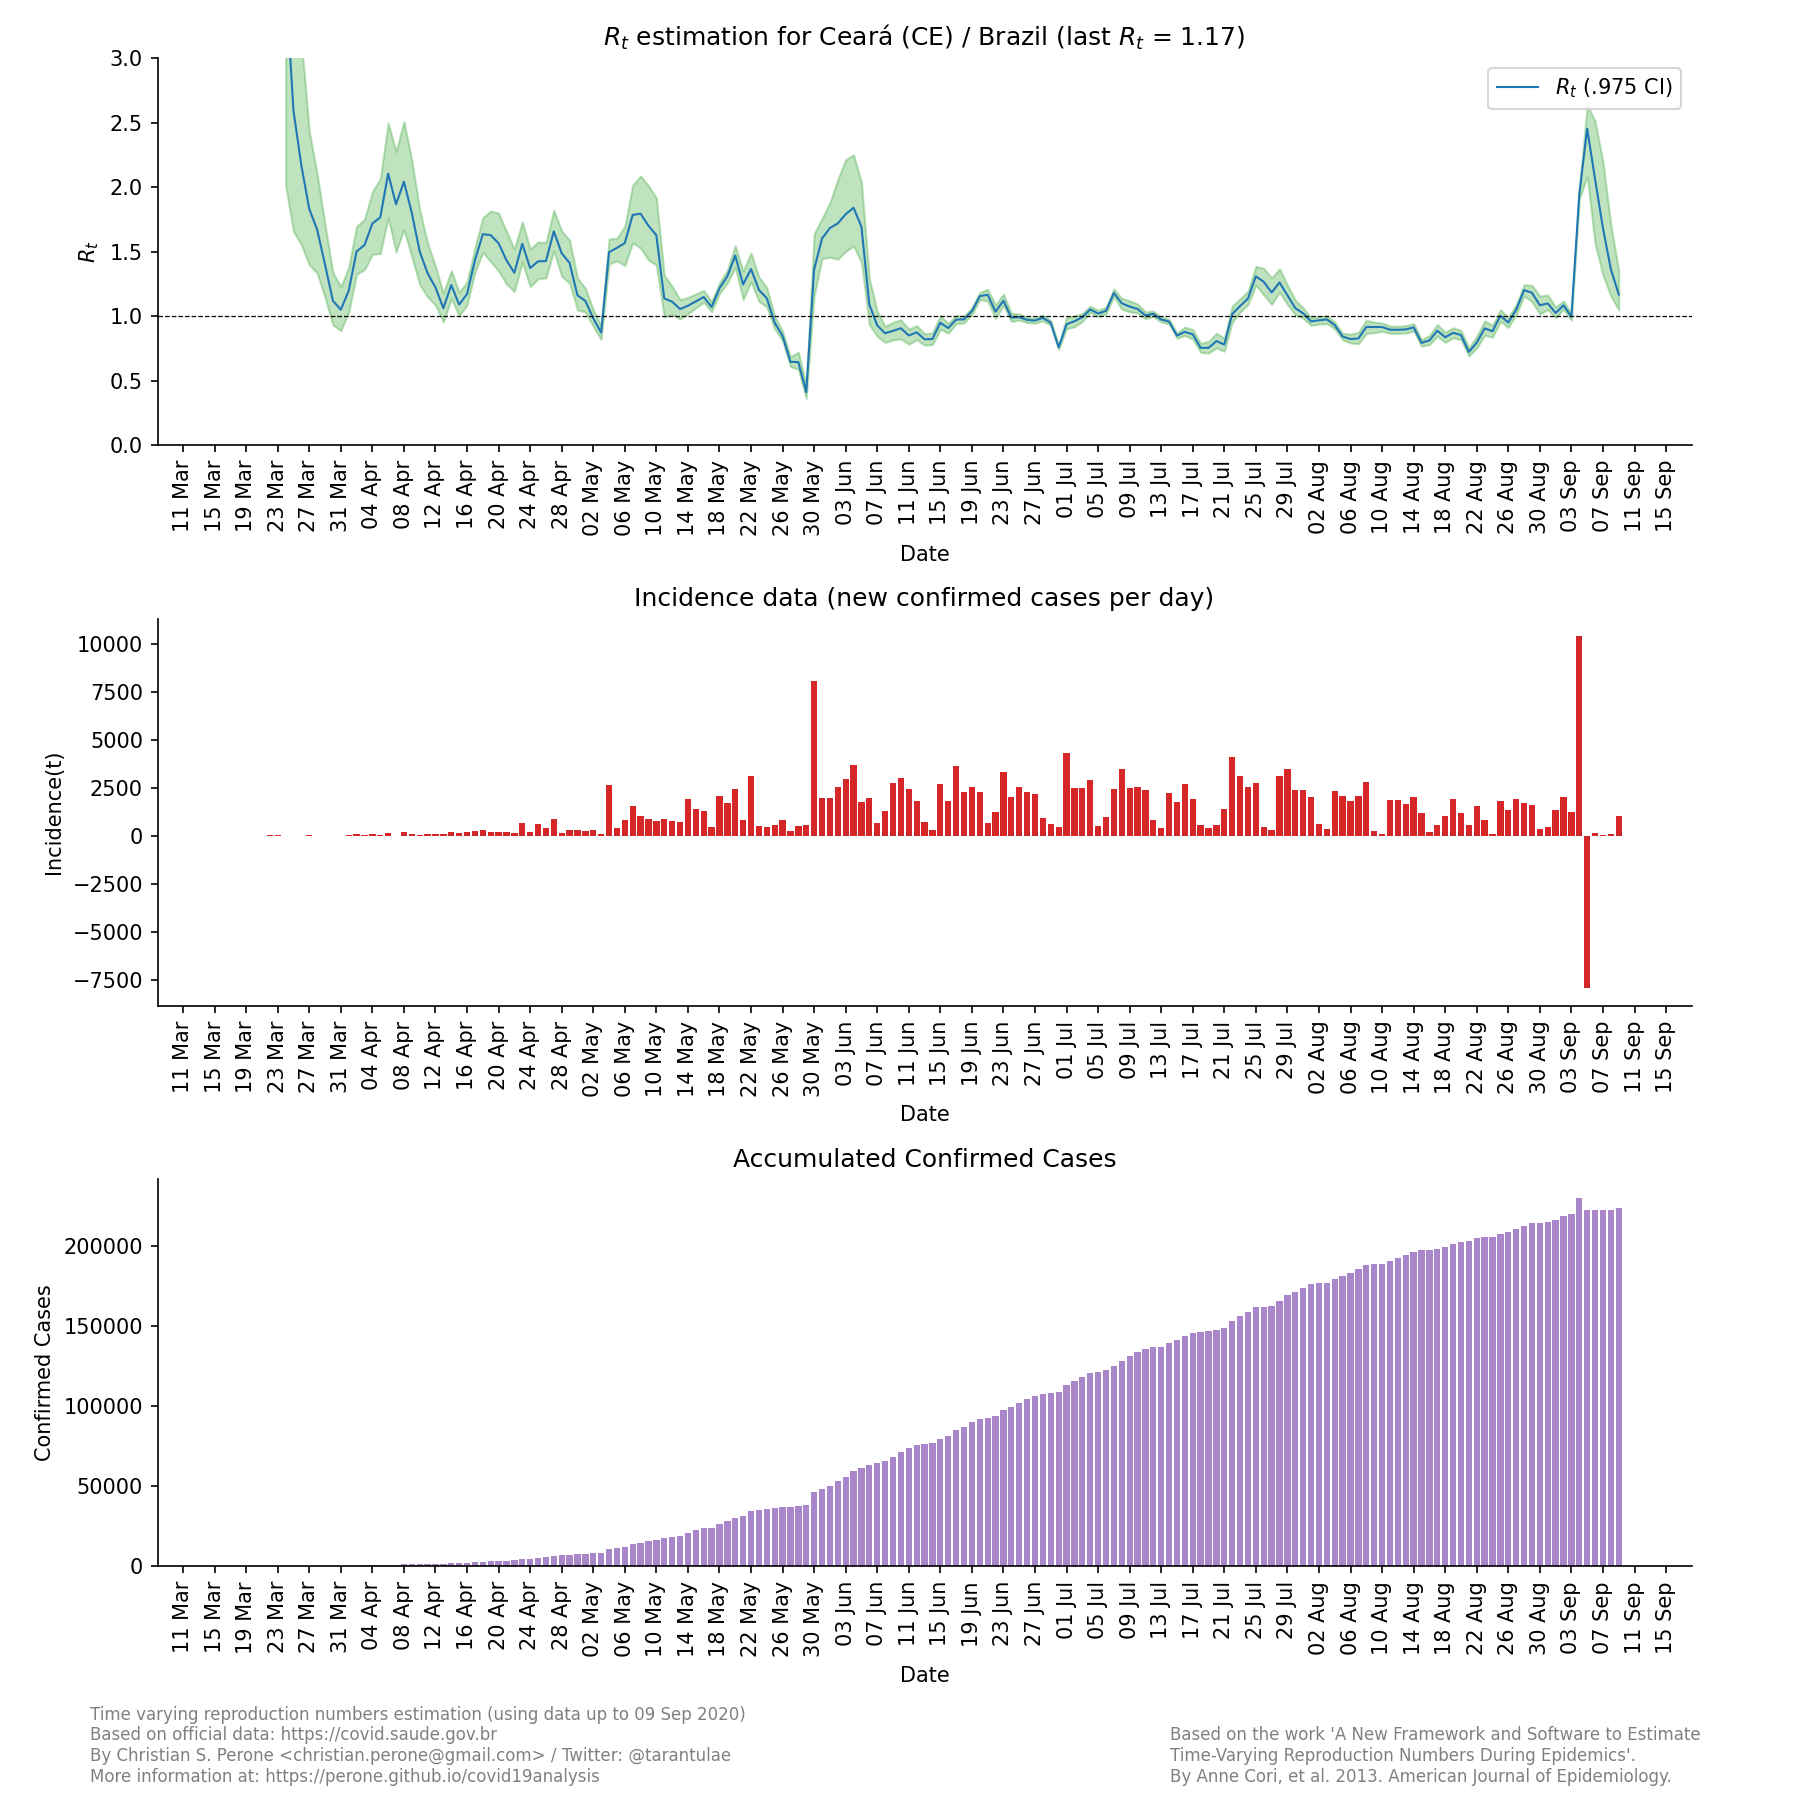 Rt estimation for Ceará (CE) / Brazil (last Rt = 1.17)
3.0
2.5
2.0
1.5
1.0
0.5
0.0
Rt
Rt (.975 CI)
11 Mar 15 Mar 19 Mar 23 Mar 27 Mar 31 Mar 04 Apr 08 Apr 12 Apr 16 Apr 20 Apr 24 Apr 28 Apr 02 May 06 May 10 May 14 May 18 May 22 May 26 May 30 May 03 Jun 07 Jun 11 Jun 15 Jun 19 Jun 23 Jun 27 Jun 01 Jul 05 Jul 09 Jul 13 Jul 17 Jul 21 Jul 25 Jul 29 Jul 02 Aug 06 Aug 10 Aug 14 Aug 18 Aug 22 Aug 26 Aug 30 Aug 03 Sep 07 Sep 11 Sep 15 Sep
Date
Incidence data (new confirmed cases per day)
10000
7500
5000
2500
0
−2500
−5000
−7500
Incidence(t)
11 Mar 15 Mar 19 Mar 23 Mar 27 Mar 31 Mar 04 Apr 08 Apr 12 Apr 16 Apr 20 Apr 24 Apr 28 Apr 02 May 06 May 10 May 14 May 18 May 22 May 26 May 30 May 03 Jun 07 Jun 11 Jun 15 Jun 19 Jun 23 Jun 27 Jun 01 Jul 05 Jul 09 Jul 13 Jul 17 Jul 21 Jul 25 Jul 29 Jul 02 Aug 06 Aug 10 Aug 14 Aug 18 Aug 22 Aug 26 Aug 30 Aug 03 Sep 07 Sep 11 Sep 15 Sep
Date
Accumulated Confirmed Cases
200000
150000
100000
50000
0
Confirmed Cases
11 Mar 15 Mar 19 Mar 23 Mar 27 Mar 31 Mar 04 Apr 08 Apr 12 Apr 16 Apr 20 Apr 24 Apr 28 Apr 02 May 06 May 10 May 14 May 18 May 22 May 26 May 30 May 03 Jun 07 Jun 11 Jun 15 Jun 19 Jun 23 Jun 27 Jun 01 Jul 05 Jul 09 Jul 13 Jul 17 Jul 21 Jul 25 Jul 29 Jul 02 Aug 06 Aug 10 Aug 14 Aug 18 Aug 22 Aug 26 Aug 30 Aug 03 Sep 07 Sep 11 Sep 15 Sep
Date
Time varying reproduction numbers estimation (using data up to 09 Sep 2020)
Based on official data: https://covid.saude.gov.br
By Christian S. Perone <christian.perone@gmail.com> / Twitter: @tarantulae
More information at: https://perone.github.io/covid19analysis
Based on the work 'A New Framework and Software to Estimate
Time-Varying Reproduction Numbers During Epidemics'.
By Anne Cori, et al. 2013. American Journal of Epidemiology.